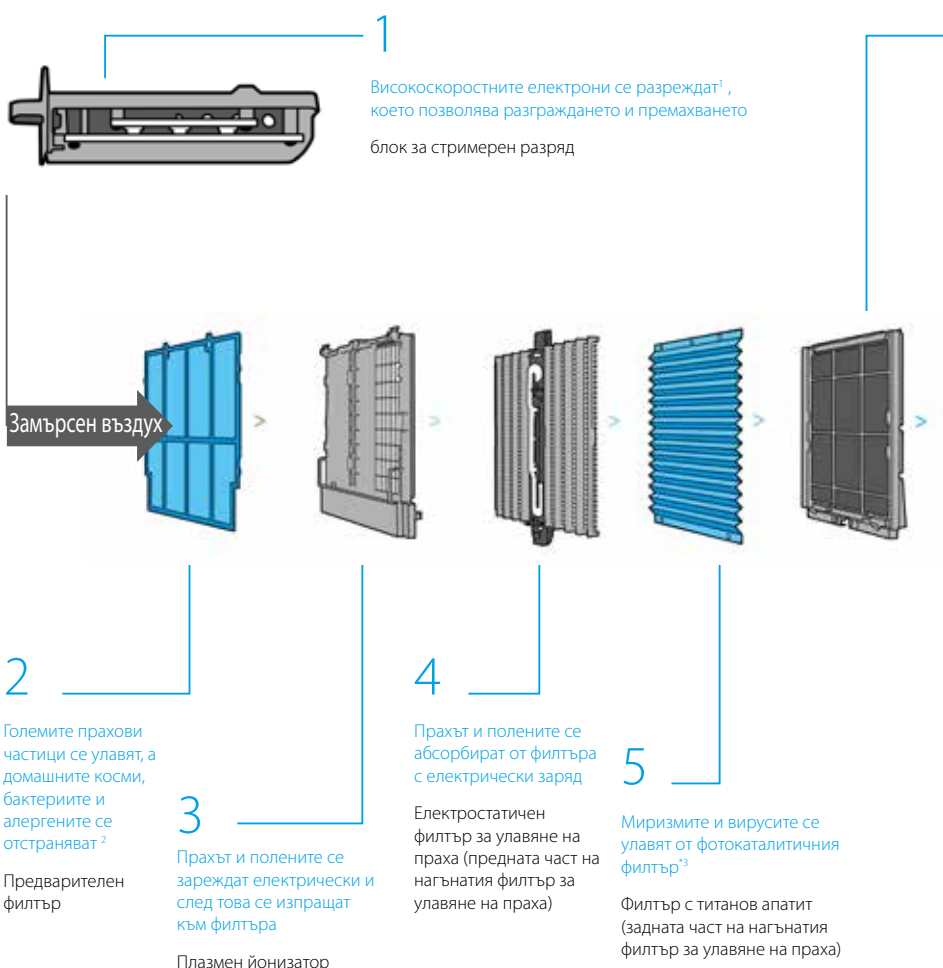 1
Високоскоростните електрони се разреждат¹ ,
което позволява разграждането и премахването
блок за стримерен разряд
Замърсен въздух
>
>
>
>
>
2
Големите прахови
частици се улавят, а
домашните косми,
бактериите и
алергените се
отстраняват ²
Предварителен
филтър
3
Прахът и полените се
зареждат електрически и
след това се изпращат
към филтъра
Плазмен йонизатор
4
Прахът и полените се
абсорбират от филтъра
с електрически заряд
Електростатичен
филтър за улавяне на
праха (предната част на
нагънатия филтър за
улавяне на праха)
5
Миризмите и вирусите се
улавят от фотокаталитичния
филтър*³
Филтър с титанов апатит
(задната част на нагънатия
филтър за улавяне на праха)